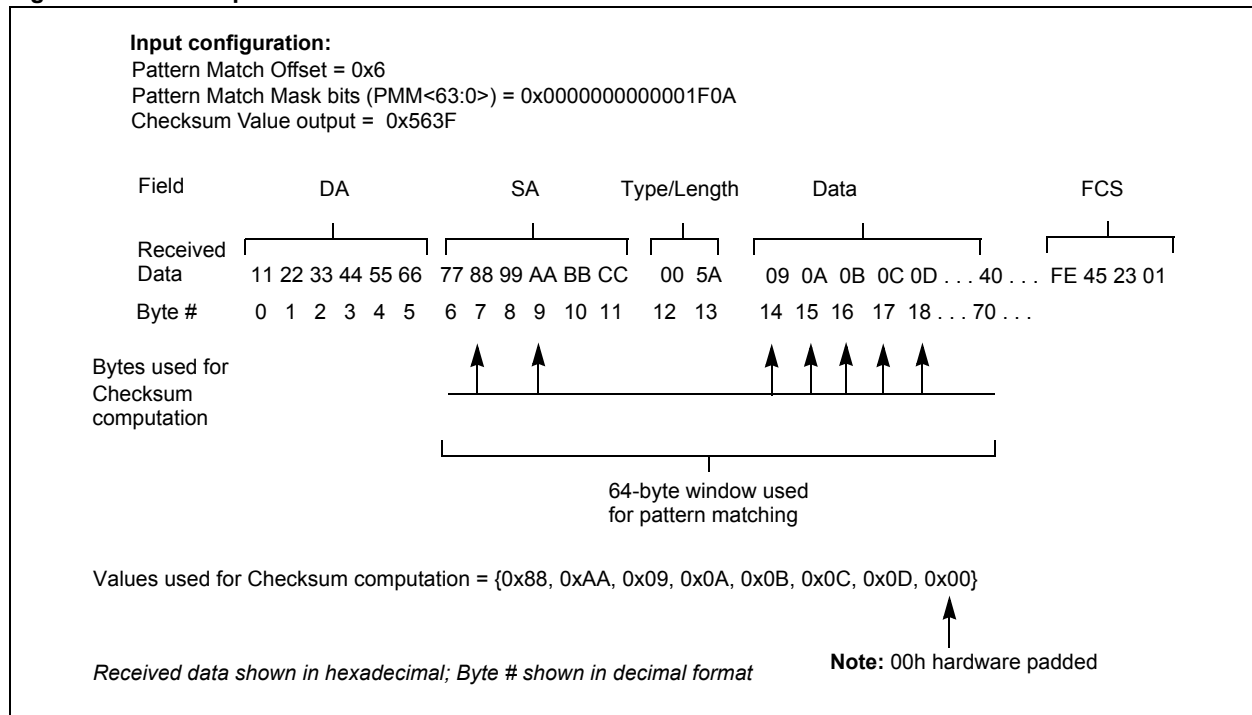 Input configuration:
Pattern Match Offset = 0x6
Pattern Match Mask bits (PMM<63:0>) = 0x0000000000001F0A
Checksum Value output = 0x563F
Field DA SA Type/Length Data FCS
Received
Data 11 22 33 44 55 66 77 88 99 AA BB CC 00 5A 09 0A 0B 0C 0D . . . 40 . . . FE 45 23 01
Byte # 0 1 2 3 4 5 6 7 8 9 10 11 12 13 14 15 16 17 18 . . . 70 . . .
Bytes used for
Checksum
computation
64-byte window used
for pattern matching
Values used for Checksum computation = {0x88, 0xAA, 0x09, 0x0A, 0x0B, 0x0C, 0x0D, 0x00}
Note: 00h hardware padded
Received data shown in hexadecimal; Byte # shown in decimal format